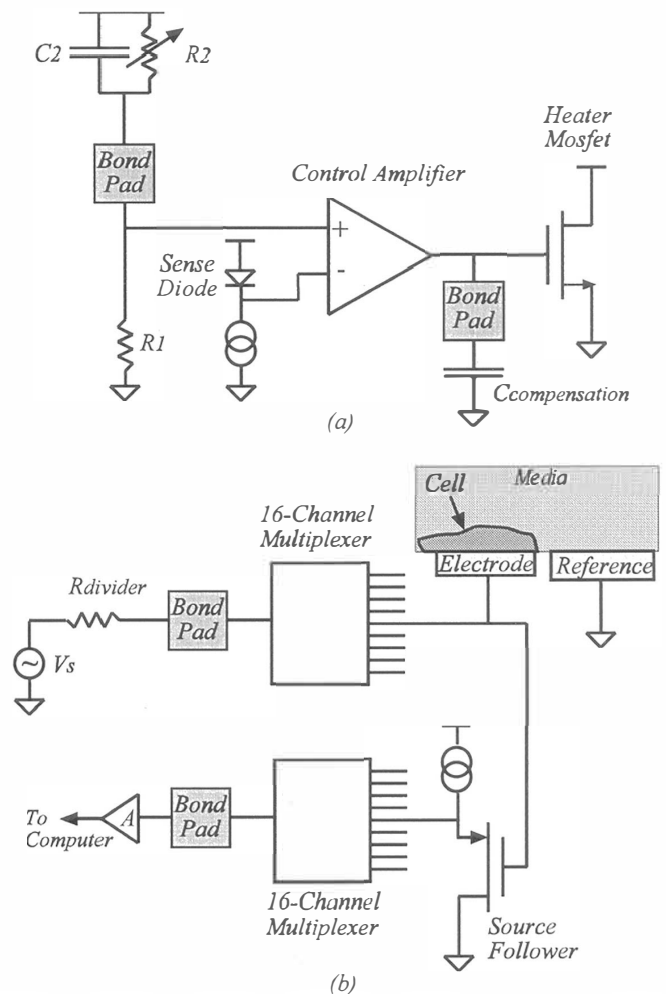 C2
R2
Bond
Pad
Heater
Mosfet
Control Amplifier
+
-
Sense
Diode
R1
Bond
Pad
Ccompensation
(a)
Media
Cell
16-Channel
Multiplexer
Electrode
Reference
Rdivider
Bond
Pad
~
Vs
To
Computer
A
Bond
Pad
16-Channel
Multiplexer
Source
Follower
(b)